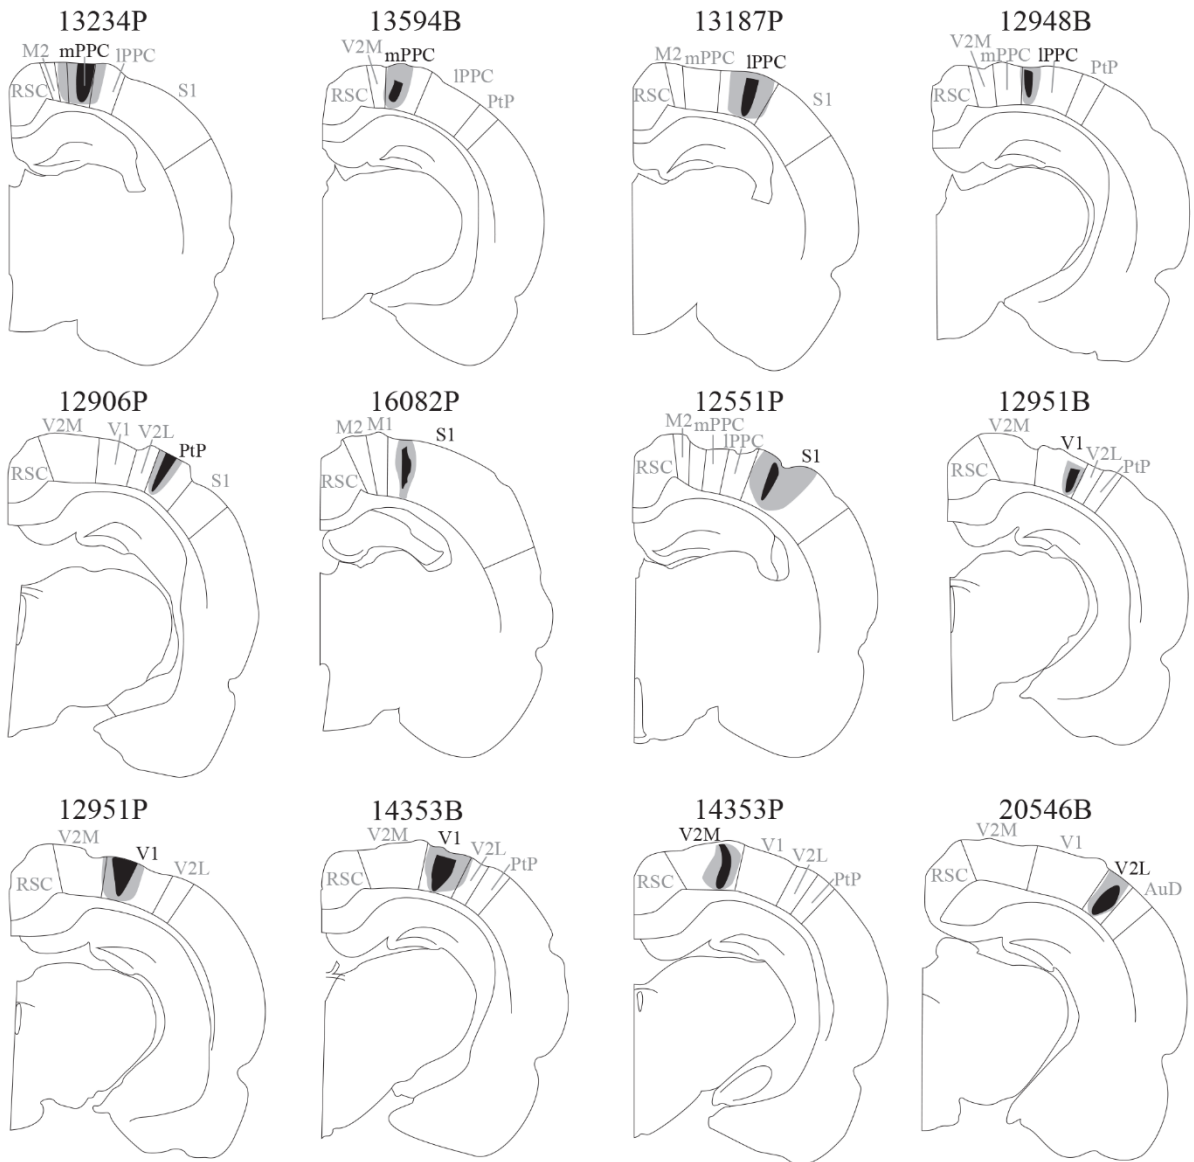 13234P
M2 mPPC lPPC
RSC S1
13594B
V2M mPPC lPPC
PtP
13187P
M2 mPPC lPPC
RSC S1
12948B
V2M
mPPC lPPC
PtP
RSC
12906P
V2M V1 V2L
PtP
RSC S1
16082P
M2 M1 S1
RSC
12551P
M2 mPPC
lPPC
S1
RSC
12951B
V2M
V1
V2L
PtP
RSC
12951P
V2M V1
V2L
RSC
14353B
V2M V1
V2L
PtP
RSC
14353P
V2M V1
V2L
PtP
RSC
20546B
V2M V1
V2L
AuD
RSC